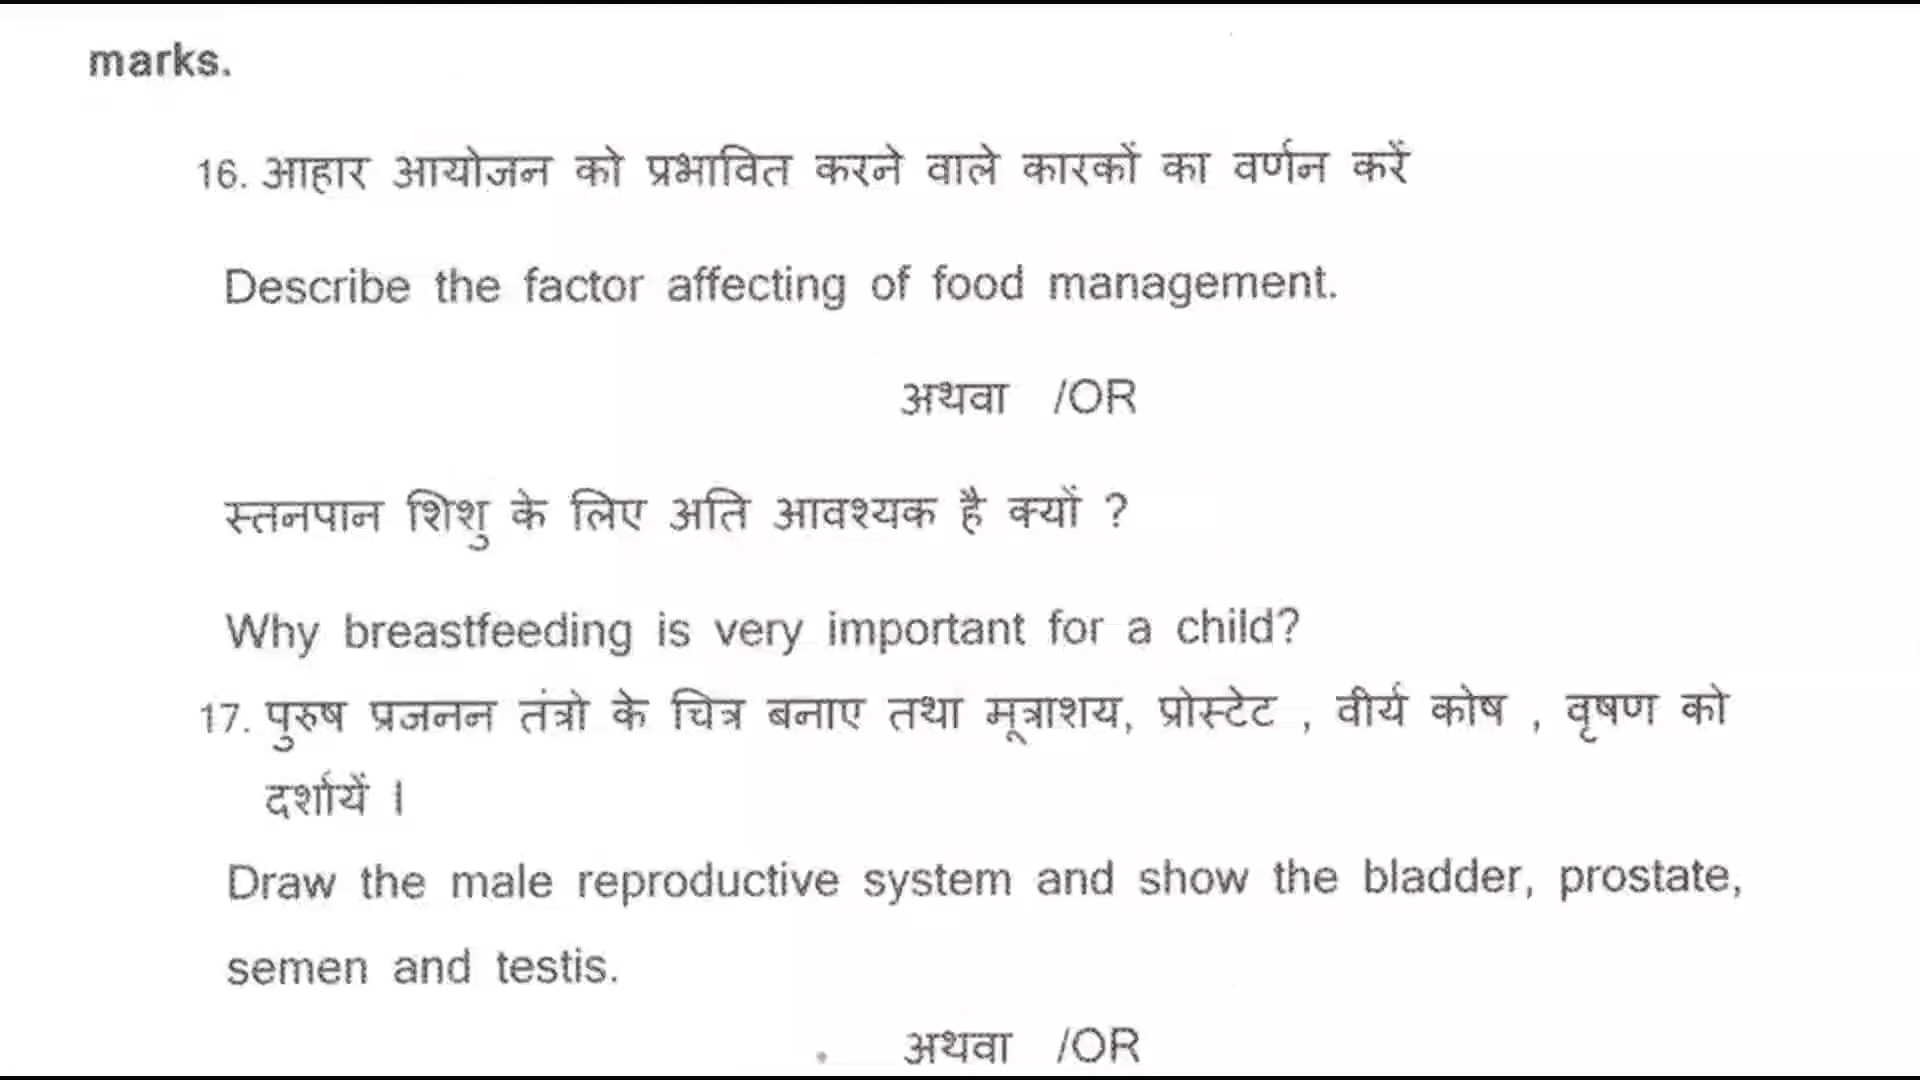 marks.
16. आहार आयोजन को प्रभावित करने वाले कारकों का वर्णन करें
Describe the factor affecting of food management.
अथवा /OR
स्तनपान शिशु के लिए अति आवश्यक है क्यों ?
Why breastfeeding is very important for a child?
17. पुरुष प्रजनन तंत्रो के चित्र बनाए तथा मूत्राशय, प्रोस्टेट , वीर्य कोष , वृषण को
दर्शायें ।
Draw the male reproductive system and show the bladder, prostate,
semen and testis.
अथवा /OR